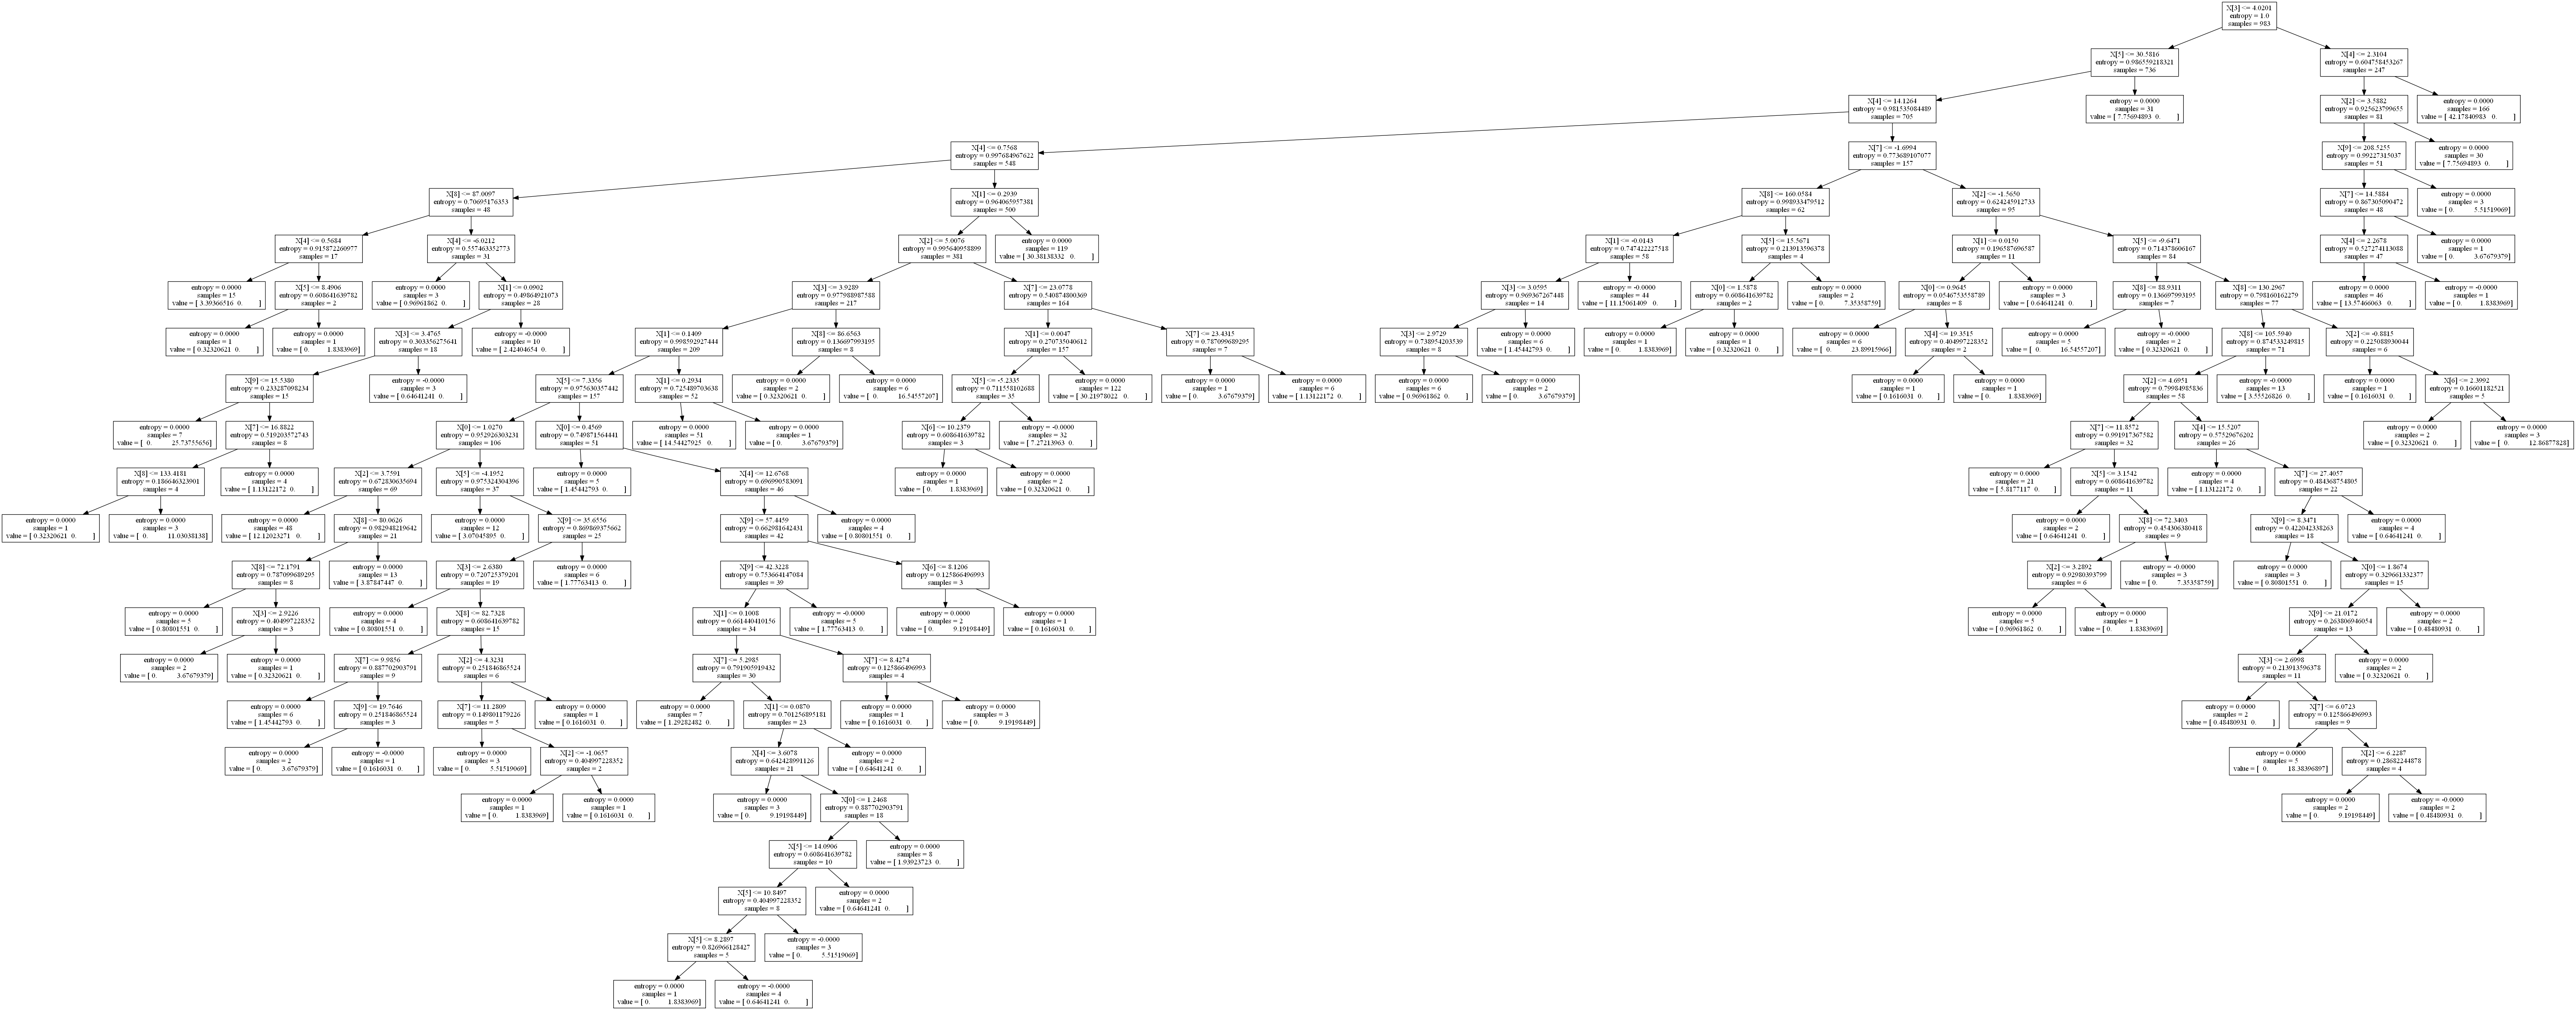 X[3] <= 4.0201
entropy = 1.0
samples = 983
X[5] <= 30.5816
entropy = 0.986559218321
samples = 736
X[4] <= 2.3104
entropy = 0.604758453267
samples = 247
X[4] <= 14.1264
entropy = 0.981535084489
samples = 705
entropy = 0.0000
samples = 31
value = [ 7.75694893 0. ]
X[2] <= 3.5882
entropy = 0.925623799655
samples = 81
entropy = 0.0000
samples = 166
value = [ 42.17840983 0. ]
X[4] <= 0.7568
entropy = 0.997684967622
samples = 548
X[7] <= -1.6994
entropy = 0.773689107077
samples = 157
X[9] <= 208.5255
entropy = 0.99227315037
samples = 51
entropy = 0.0000
samples = 30
value = [ 7.75694893 0. ]
X[8] <= 87.0097
entropy = 0.70695176353
samples = 48
X[1] <= 0.2939
entropy = 0.964065957381
samples = 500
X[8] <= 160.0584
entropy = 0.998933479512
samples = 62
X[2] <= -1.5650
entropy = 0.624245912733
samples = 95
X[7] <= 14.5884
entropy = 0.867305090472
samples = 48
entropy = 0.0000
samples = 3
value = [ 0. 5.51519069]
X[4] <= 0.5684
entropy = 0.915872260977
samples = 17
X[4] <= -6.0212
entropy = 0.557463352773
samples = 31
X[2] <= 5.0076
entropy = 0.995640958899
samples = 381
entropy = 0.0000
samples = 119
value = [ 30.38138332 0. ]
X[1] <= -0.0143
entropy = 0.747422227518
samples = 58
X[5] <= 15.5671
entropy = 0.213913596378
samples = 4
X[1] <= 0.0150
entropy = 0.196587696587
samples = 11
X[5] <= -9.6471
entropy = 0.714378606167
samples = 84
X[4] <= 2.2678
entropy = 0.527274113088
samples = 47
entropy = 0.0000
samples = 1
value = [ 0. 3.67679379]
entropy = 0.0000
samples = 15
value = [ 3.39366516 0. ]
X[5] <= 8.4906
entropy = 0.608641639782
samples = 2
entropy = 0.0000
samples = 3
value = [ 0.96961862 0. ]
X[1] <= 0.0902
entropy = 0.49864921073
samples = 28
X[3] <= 3.9289
entropy = 0.977988987588
samples = 217
X[7] <= 23.0778
entropy = 0.540874800369
samples = 164
X[3] <= 3.0595
entropy = 0.969367267448
samples = 14
entropy = -0.0000
samples = 44
value = [ 11.15061409 0. ]
X[0] <= 1.5878
entropy = 0.608641639782
samples = 2
entropy = 0.0000
samples = 2
value = [ 0. 7.35358759]
X[0] <= 0.9645
entropy = 0.0546753558789
samples = 8
entropy = 0.0000
samples = 3
value = [ 0.64641241 0. ]
X[8] <= 88.9311
entropy = 0.136697993195
samples = 7
X[8] <= 130.2967
entropy = 0.798160162279
samples = 77
entropy = 0.0000
samples = 46
value = [ 13.57466063 0. ]
entropy = -0.0000
samples = 1
value = [ 0. 1.8383969]
entropy = 0.0000
samples = 1
value = [ 0.32320621 0. ]
entropy = 0.0000
samples = 1
value = [ 0. 1.8383969]
X[3] <= 3.4765
entropy = 0.303356275641
samples = 18
entropy = -0.0000
samples = 10
value = [ 2.42404654 0. ]
X[1] <= 0.1409
entropy = 0.998592927444
samples = 209
X[8] <= 86.6563
entropy = 0.136697993195
samples = 8
X[1] <= 0.0047
entropy = 0.270735040612
samples = 157
X[7] <= 23.4315
entropy = 0.787099689295
samples = 7
X[3] <= 2.9729
entropy = 0.738954203539
samples = 8
entropy = 0.0000
samples = 6
value = [ 1.45442793 0. ]
entropy = 0.0000
samples = 1
value = [ 0. 1.8383969]
entropy = 0.0000
samples = 1
value = [ 0.32320621 0. ]
entropy = 0.0000
samples = 6
value = [ 0. 23.89915966]
X[4] <= 19.3515
entropy = 0.404997228352
samples = 2
entropy = 0.0000
samples = 5
value = [ 0. 16.54557207]
entropy = -0.0000
samples = 2
value = [ 0.32320621 0. ]
X[8] <= 105.5940
entropy = 0.874533249815
samples = 71
X[2] <= -0.8815
entropy = 0.225088930044
samples = 6
X[9] <= 15.5380
entropy = 0.233287098234
samples = 15
entropy = -0.0000
samples = 3
value = [ 0.64641241 0. ]
X[5] <= 7.3356
entropy = 0.975630357442
samples = 157
X[1] <= 0.2934
entropy = 0.725489703638
samples = 52
entropy = 0.0000
samples = 2
value = [ 0.32320621 0. ]
entropy = 0.0000
samples = 6
value = [ 0. 16.54557207]
X[5] <= -5.2335
entropy = 0.711558102688
samples = 35
entropy = 0.0000
samples = 122
value = [ 30.21978022 0. ]
entropy = 0.0000
samples = 1
value = [ 0. 3.67679379]
entropy = 0.0000
samples = 6
value = [ 1.13122172 0. ]
entropy = 0.0000
samples = 6
value = [ 0.96961862 0. ]
entropy = 0.0000
samples = 2
value = [ 0. 3.67679379]
entropy = 0.0000
samples = 1
value = [ 0.1616031 0. ]
entropy = 0.0000
samples = 1
value = [ 0. 1.8383969]
X[2] <= 4.6951
entropy = 0.79984985836
samples = 58
entropy = -0.0000
samples = 13
value = [ 3.55526826 0. ]
entropy = 0.0000
samples = 1
value = [ 0.1616031 0. ]
X[6] <= 2.3992
entropy = 0.16601182521
samples = 5
entropy = 0.0000
samples = 7
value = [ 0. 25.73755656]
X[7] <= 16.8822
entropy = 0.519203572743
samples = 8
X[0] <= 1.0270
entropy = 0.952926303231
samples = 106
X[0] <= 0.4569
entropy = 0.749871564441
samples = 51
entropy = 0.0000
samples = 51
value = [ 14.54427925 0. ]
entropy = 0.0000
samples = 1
value = [ 0. 3.67679379]
X[6] <= 10.2379
entropy = 0.608641639782
samples = 3
entropy = -0.0000
samples = 32
value = [ 7.27213963 0. ]
X[7] <= 11.8572
entropy = 0.991917367582
samples = 32
X[4] <= 15.5207
entropy = 0.57529676202
samples = 26
entropy = 0.0000
samples = 2
value = [ 0.32320621 0. ]
entropy = 0.0000
samples = 3
value = [ 0. 12.86877828]
X[8] <= 133.4181
entropy = 0.186646323901
samples = 4
entropy = 0.0000
samples = 4
value = [ 1.13122172 0. ]
X[2] <= 3.7591
entropy = 0.672830635694
samples = 69
X[5] <= -4.1952
entropy = 0.975324304396
samples = 37
entropy = 0.0000
samples = 5
value = [ 1.45442793 0. ]
X[4] <= 12.6768
entropy = 0.696990583091
samples = 46
entropy = 0.0000
samples = 1
value = [ 0. 1.8383969]
entropy = 0.0000
samples = 2
value = [ 0.32320621 0. ]
entropy = 0.0000
samples = 21
value = [ 5.8177117 0. ]
X[5] <= 3.1542
entropy = 0.608641639782
samples = 11
entropy = 0.0000
samples = 4
value = [ 1.13122172 0. ]
X[7] <= 27.4057
entropy = 0.484368754805
samples = 22
entropy = 0.0000
samples = 1
value = [ 0.32320621 0. ]
entropy = 0.0000
samples = 3
value = [ 0. 11.03038138]
entropy = 0.0000
samples = 48
value = [ 12.12023271 0. ]
X[8] <= 80.0626
entropy = 0.982948219642
samples = 21
entropy = 0.0000
samples = 12
value = [ 3.07045895 0. ]
X[9] <= 35.6556
entropy = 0.869869375662
samples = 25
X[9] <= 57.4459
entropy = 0.662981642431
samples = 42
entropy = 0.0000
samples = 4
value = [ 0.80801551 0. ]
entropy = 0.0000
samples = 2
value = [ 0.64641241 0. ]
X[8] <= 72.3403
entropy = 0.454306380418
samples = 9
X[9] <= 8.3471
entropy = 0.422042338263
samples = 18
entropy = 0.0000
samples = 4
value = [ 0.64641241 0. ]
X[8] <= 72.1791
entropy = 0.787099689295
samples = 8
entropy = 0.0000
samples = 13
value = [ 3.87847447 0. ]
X[3] <= 2.6380
entropy = 0.720725379201
samples = 19
entropy = 0.0000
samples = 6
value = [ 1.77763413 0. ]
X[9] <= 42.3228
entropy = 0.753664147084
samples = 39
X[6] <= 8.1206
entropy = 0.125866496993
samples = 3
X[2] <= 3.2892
entropy = 0.92980393799
samples = 6
entropy = -0.0000
samples = 3
value = [ 0. 7.35358759]
entropy = 0.0000
samples = 3
value = [ 0.80801551 0. ]
X[0] <= 1.8674
entropy = 0.329661332377
samples = 15
entropy = 0.0000
samples = 5
value = [ 0.80801551 0. ]
X[3] <= 2.9226
entropy = 0.404997228352
samples = 3
entropy = 0.0000
samples = 4
value = [ 0.80801551 0. ]
X[8] <= 82.7328
entropy = 0.608641639782
samples = 15
X[1] <= 0.1008
entropy = 0.661440410156
samples = 34
entropy = -0.0000
samples = 5
value = [ 1.77763413 0. ]
entropy = 0.0000
samples = 2
value = [ 0. 9.19198449]
entropy = 0.0000
samples = 1
value = [ 0.1616031 0. ]
entropy = 0.0000
samples = 5
value = [ 0.96961862 0. ]
entropy = 0.0000
samples = 1
value = [ 0. 1.8383969]
X[9] <= 21.0172
entropy = 0.263806946054
samples = 13
entropy = 0.0000
samples = 2
value = [ 0.48480931 0. ]
entropy = 0.0000
samples = 2
value = [ 0. 3.67679379]
entropy = 0.0000
samples = 1
value = [ 0.32320621 0. ]
X[7] <= 9.9856
entropy = 0.887702903791
samples = 9
X[2] <= 4.3231
entropy = 0.251846865524
samples = 6
X[7] <= 5.2985
entropy = 0.791905919432
samples = 30
X[7] <= 8.4274
entropy = 0.125866496993
samples = 4
X[3] <= 2.6998
entropy = 0.213913596378
samples = 11
entropy = 0.0000
samples = 2
value = [ 0.32320621 0. ]
entropy = 0.0000
samples = 6
value = [ 1.45442793 0. ]
X[9] <= 19.7646
entropy = 0.251846865524
samples = 3
X[7] <= 11.2809
entropy = 0.149801179226
samples = 5
entropy = 0.0000
samples = 1
value = [ 0.1616031 0. ]
entropy = 0.0000
samples = 7
value = [ 1.29282482 0. ]
X[1] <= 0.0870
entropy = 0.701256895181
samples = 23
entropy = 0.0000
samples = 1
value = [ 0.1616031 0. ]
entropy = 0.0000
samples = 3
value = [ 0. 9.19198449]
entropy = 0.0000
samples = 2
value = [ 0.48480931 0. ]
X[7] <= 6.0723
entropy = 0.125866496993
samples = 9
entropy = 0.0000
samples = 2
value = [ 0. 3.67679379]
entropy = -0.0000
samples = 1
value = [ 0.1616031 0. ]
entropy = 0.0000
samples = 3
value = [ 0. 5.51519069]
X[2] <= -1.0657
entropy = 0.404997228352
samples = 2
X[4] <= 3.6078
entropy = 0.642428991126
samples = 21
entropy = 0.0000
samples = 2
value = [ 0.64641241 0. ]
entropy = 0.0000
samples = 5
value = [ 0. 18.38396897]
X[2] <= 6.2287
entropy = 0.28682244878
samples = 4
entropy = 0.0000
samples = 1
value = [ 0. 1.8383969]
entropy = 0.0000
samples = 1
value = [ 0.1616031 0. ]
entropy = 0.0000
samples = 3
value = [ 0. 9.19198449]
X[0] <= 1.2468
entropy = 0.887702903791
samples = 18
entropy = 0.0000
samples = 2
value = [ 0. 9.19198449]
entropy = -0.0000
samples = 2
value = [ 0.48480931 0. ]
X[5] <= 14.0906
entropy = 0.608641639782
samples = 10
entropy = 0.0000
samples = 8
value = [ 1.93923723 0. ]
X[5] <= 10.8497
entropy = 0.404997228352
samples = 8
entropy = 0.0000
samples = 2
value = [ 0.64641241 0. ]
X[5] <= 8.2897
entropy = 0.826966128427
samples = 5
entropy = -0.0000
samples = 3
value = [ 0. 5.51519069]
entropy = 0.0000
samples = 1
value = [ 0. 1.8383969]
entropy = -0.0000
samples = 4
value = [ 0.64641241 0. ]